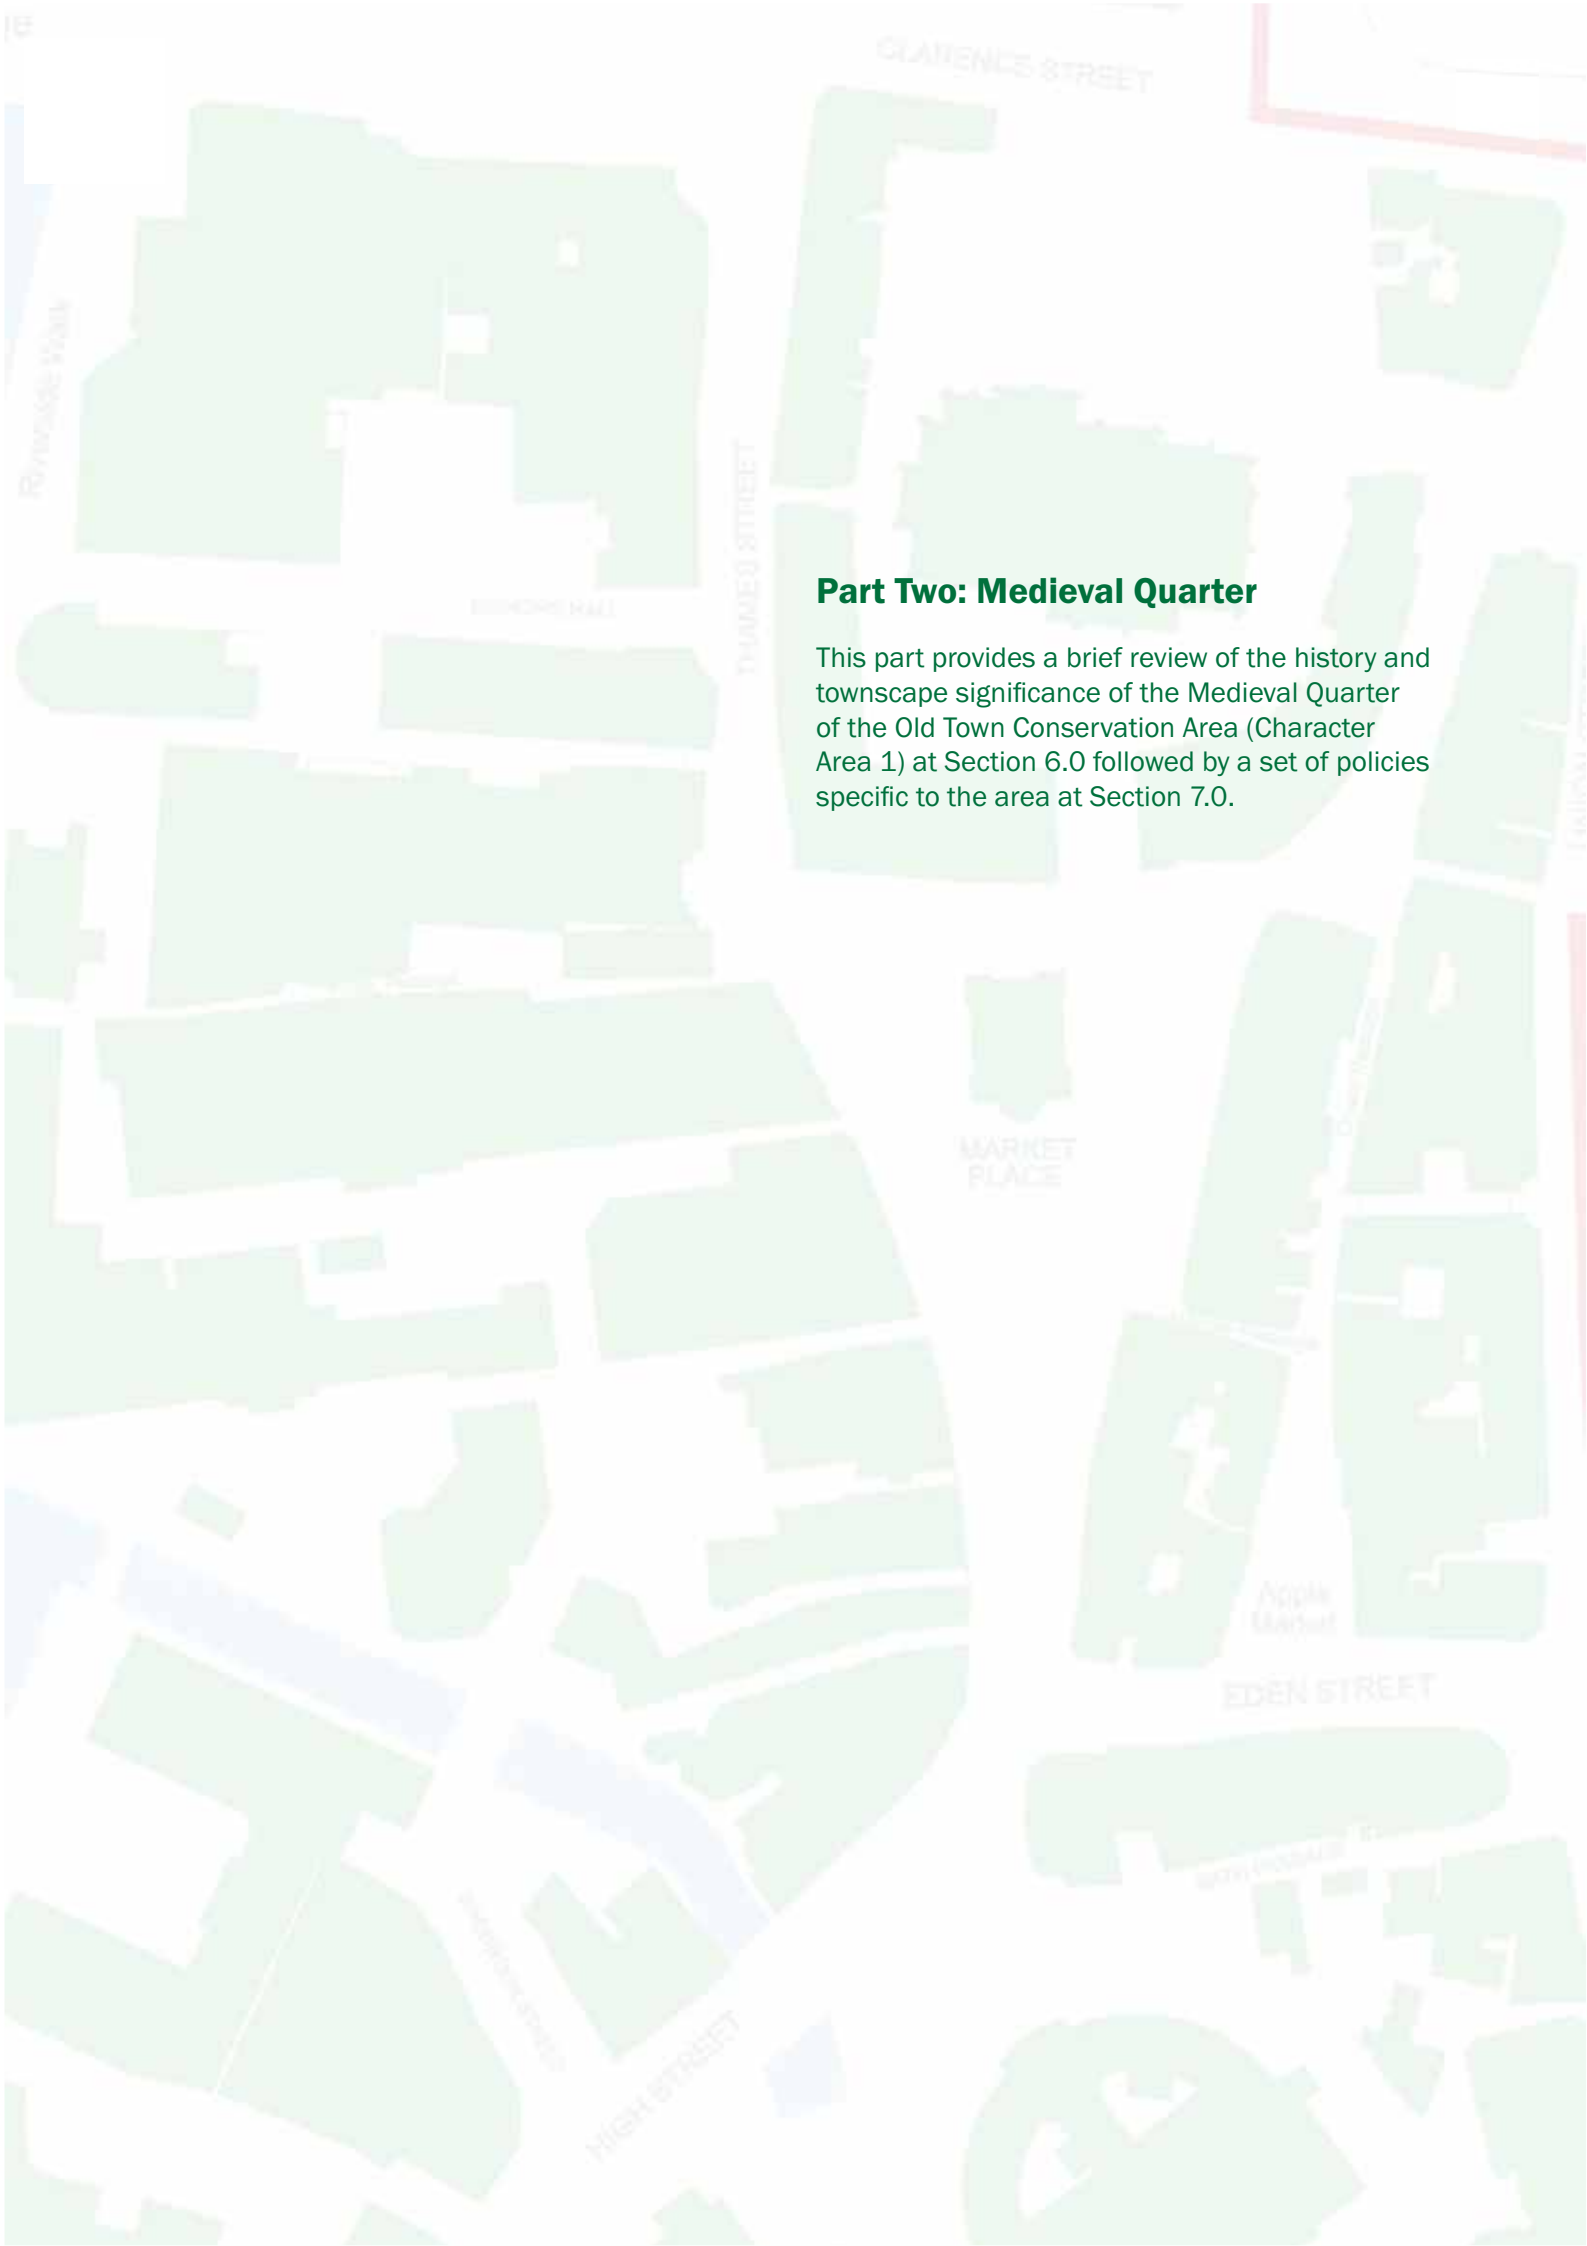 CLARENCE STREET
Riverside Walk
THAMES STREET
Part Two: Medieval Quarter
This part provides a brief review of the history and
townscape significance of the Medieval Quarter
of the Old Town Conservation Area (Character
Area 1) at Section 6.0 followed by a set of policies
specific to the area at Section 7.0.
MARKET
PLACE
Apple
Market
EDEN STREET
HIGH STREET